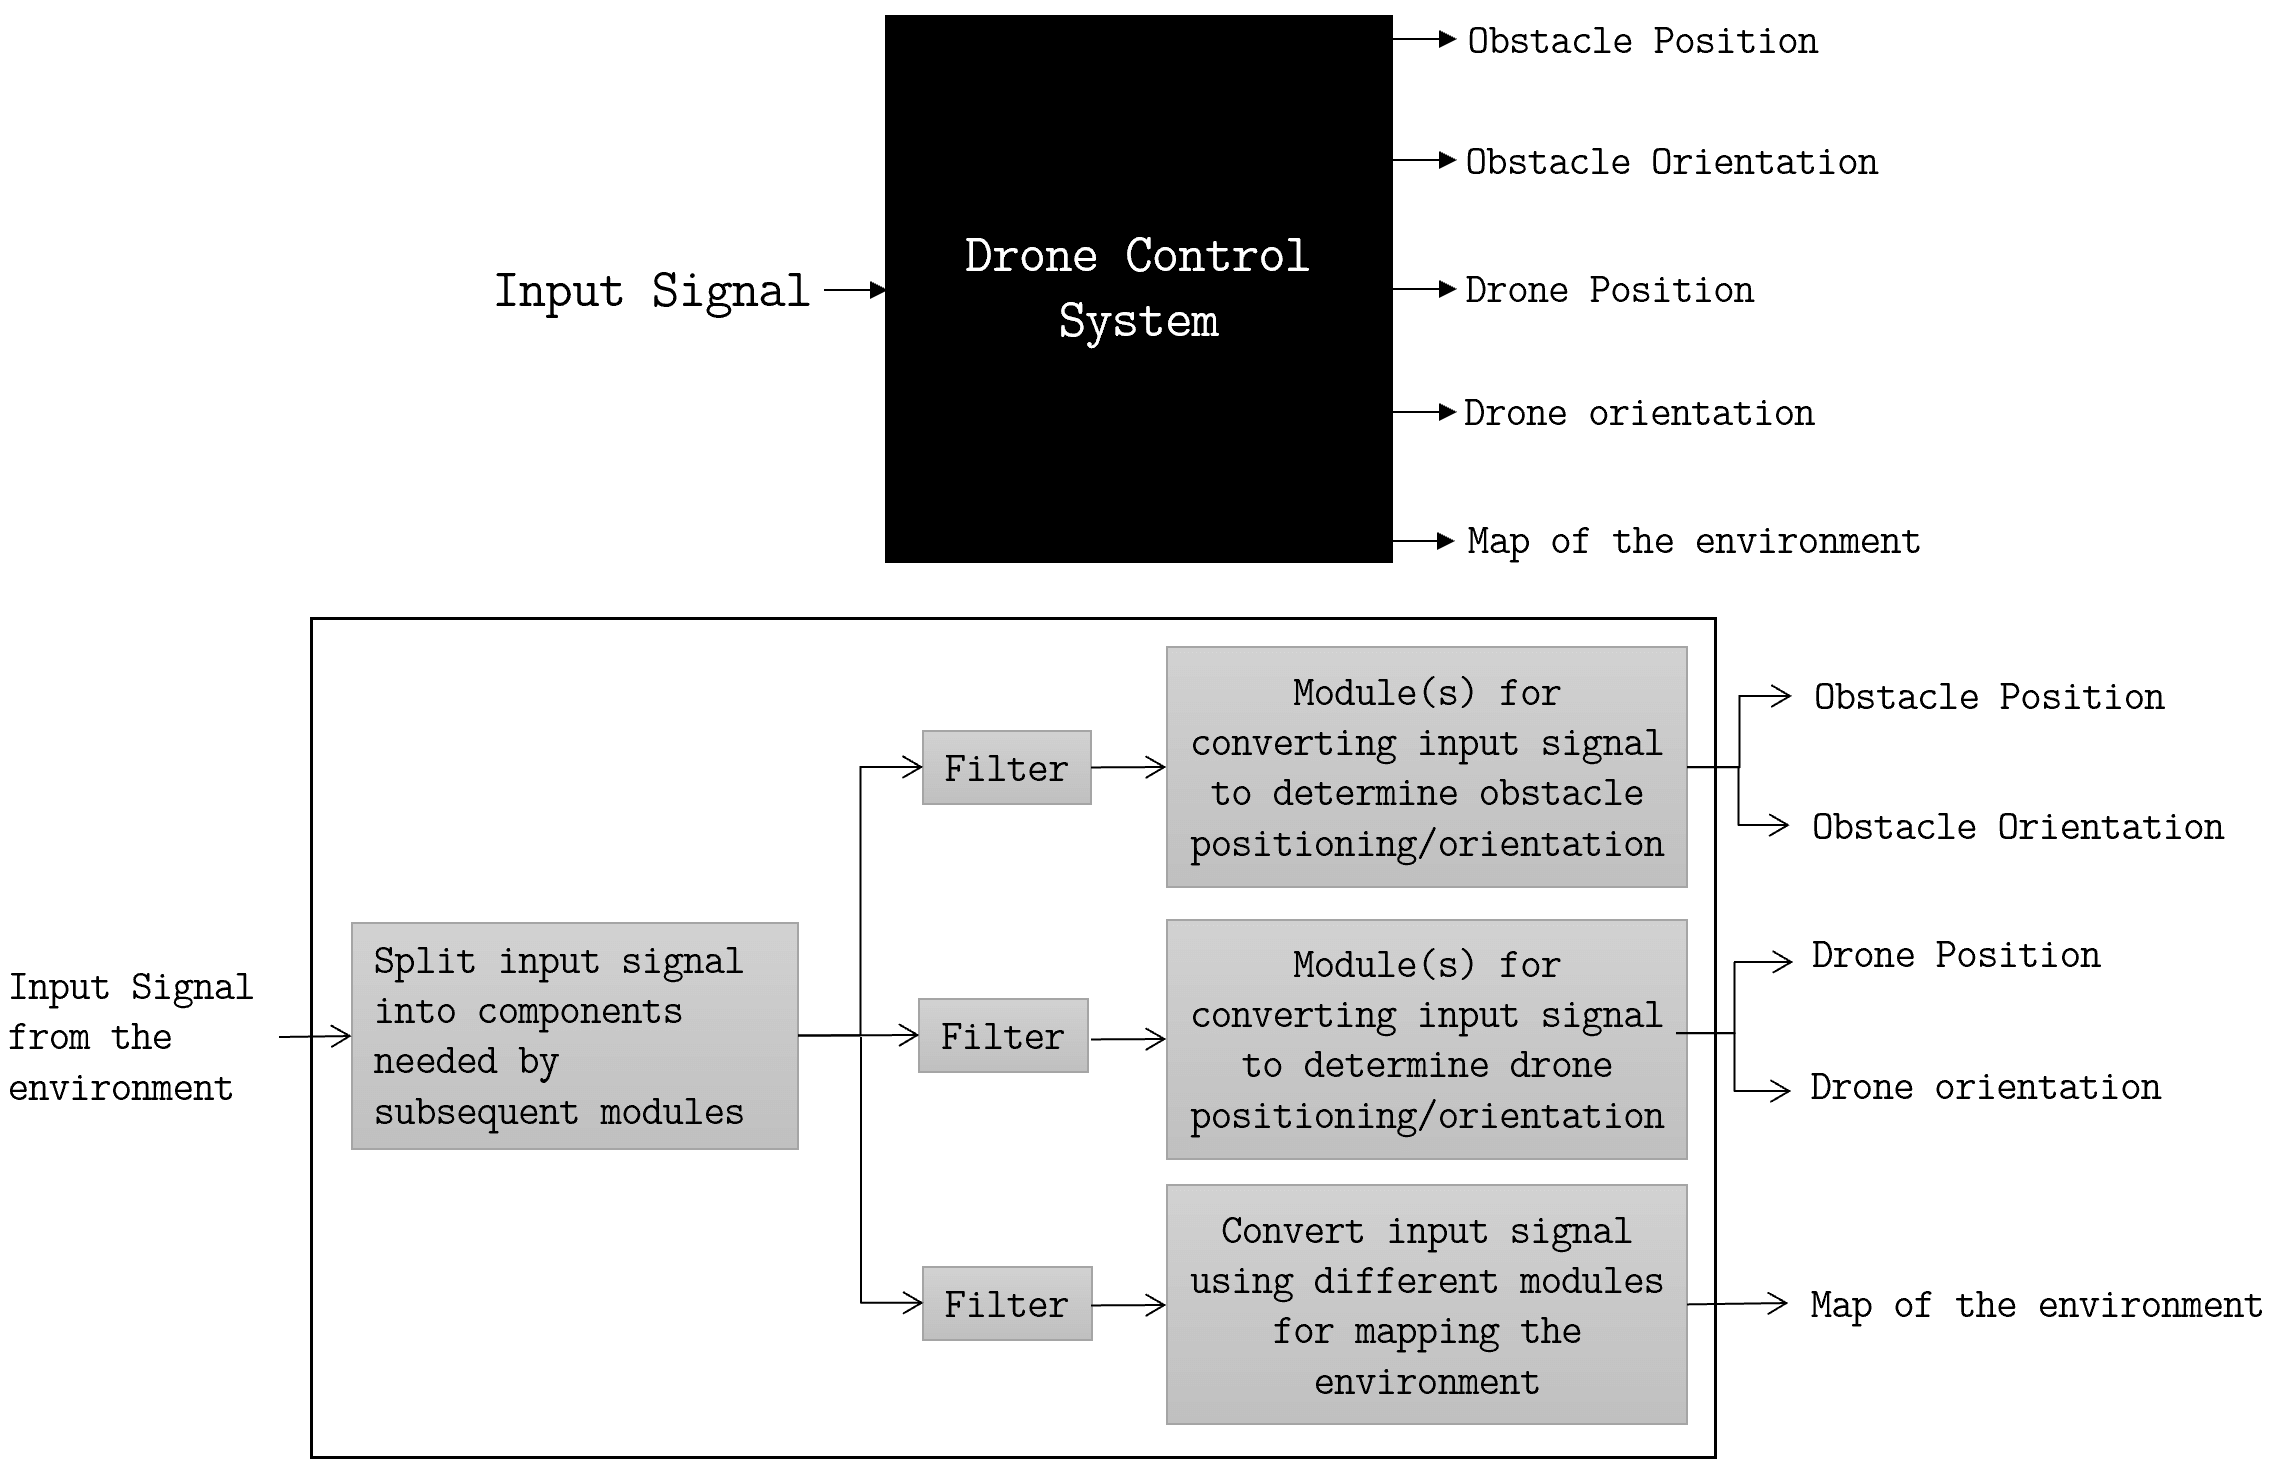 Obstacle Position
Obstacle Orientation
Drone Control
System
Input Signal
Drone Position
Drone orientation
Map of the environment
Input Signal
from the
environment
Split input signal
into components
needed by
subsequent modules
Filter
Module(s) for
converting input signal
to determine obstacle
positioning/orientation
Obstacle Position
Obstacle Orientation
Filter
Module(s) for
converting input signal
to determine drone
positioning/orientation
Drone Position
Drone orientation
Filter
Convert input signal
using different modules
for mapping the
environment
Map of the environment